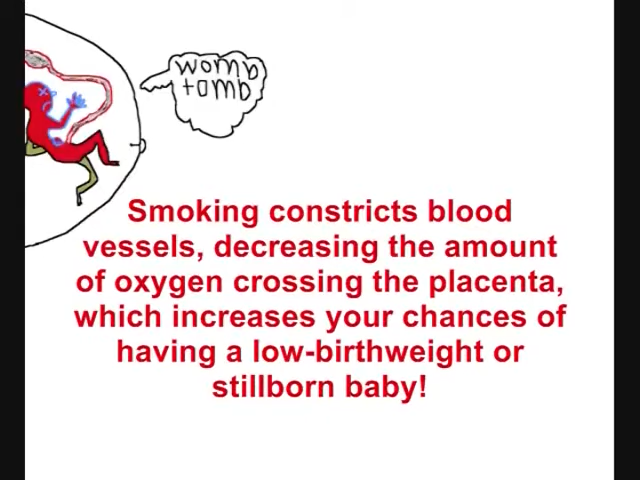 womb
tomb
Smoking constricts blood
vessels, decreasing the amount
of oxygen crossing the placenta,
which increases your chances of
having a low-birthweight or
stillborn baby!